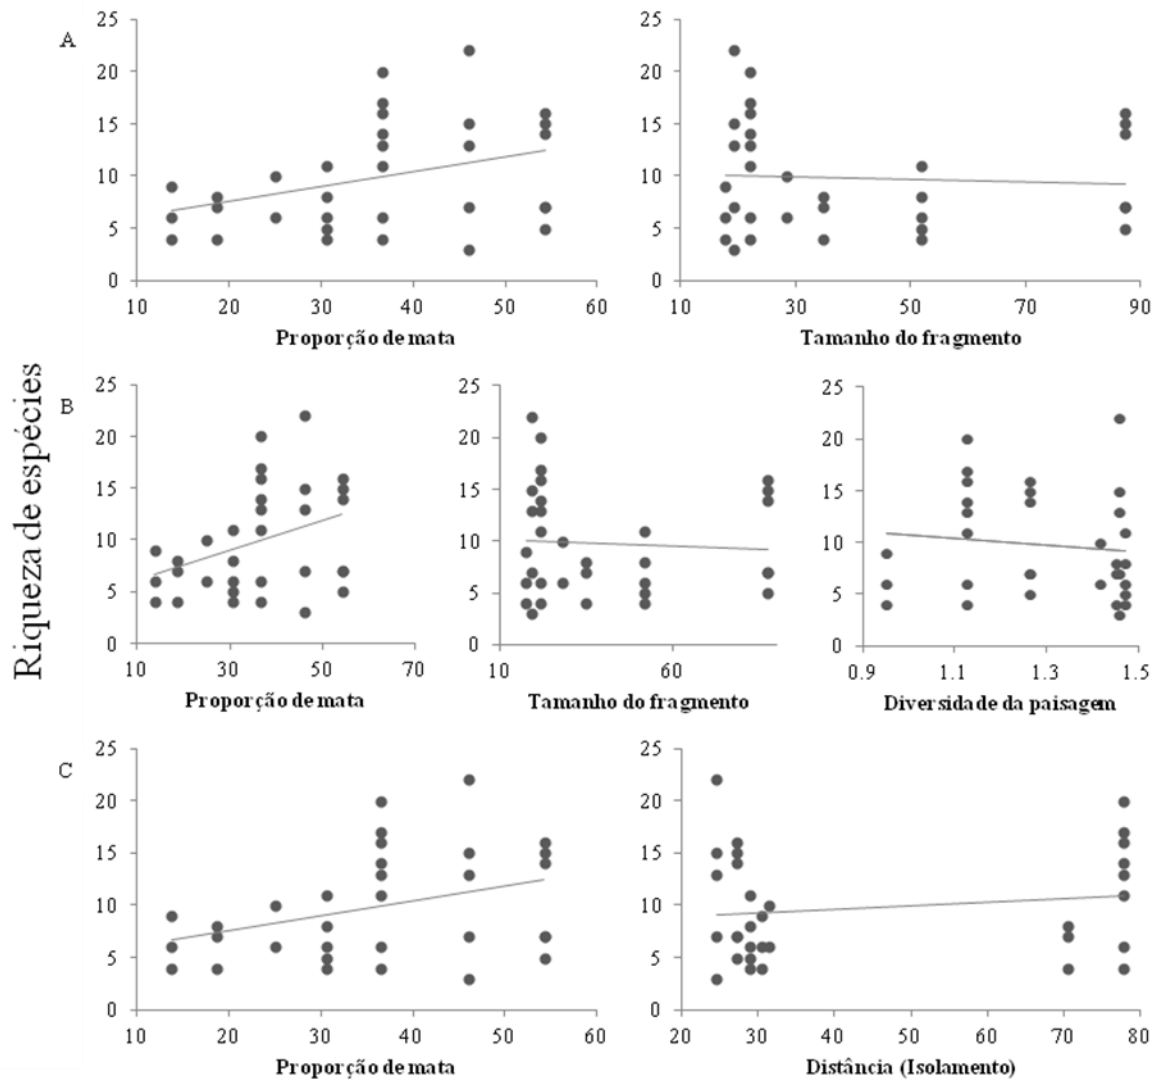 A
25
20
15
10
5
0
10 20 30 40 50 60
Proporção de mata
25
20
15
10
5
0
10 30 50 70 90
Tamanho do fragmento
Riqueza de espécies
B
25
20
15
10
5
0
10 30 50 70
Proporção de mata
25
20
15
10
5
0
10 60
Tamanho do fragmento
25
20
15
10
5
0
0.9 1.1 1.3 1.5
Diversidade da paisagem
C
25
20
15
10
5
0
10 20 30 40 50 60
Proporção de mata
25
20
15
10
5
0
20 30 40 50 60 70 80
Distância (Isolamento)